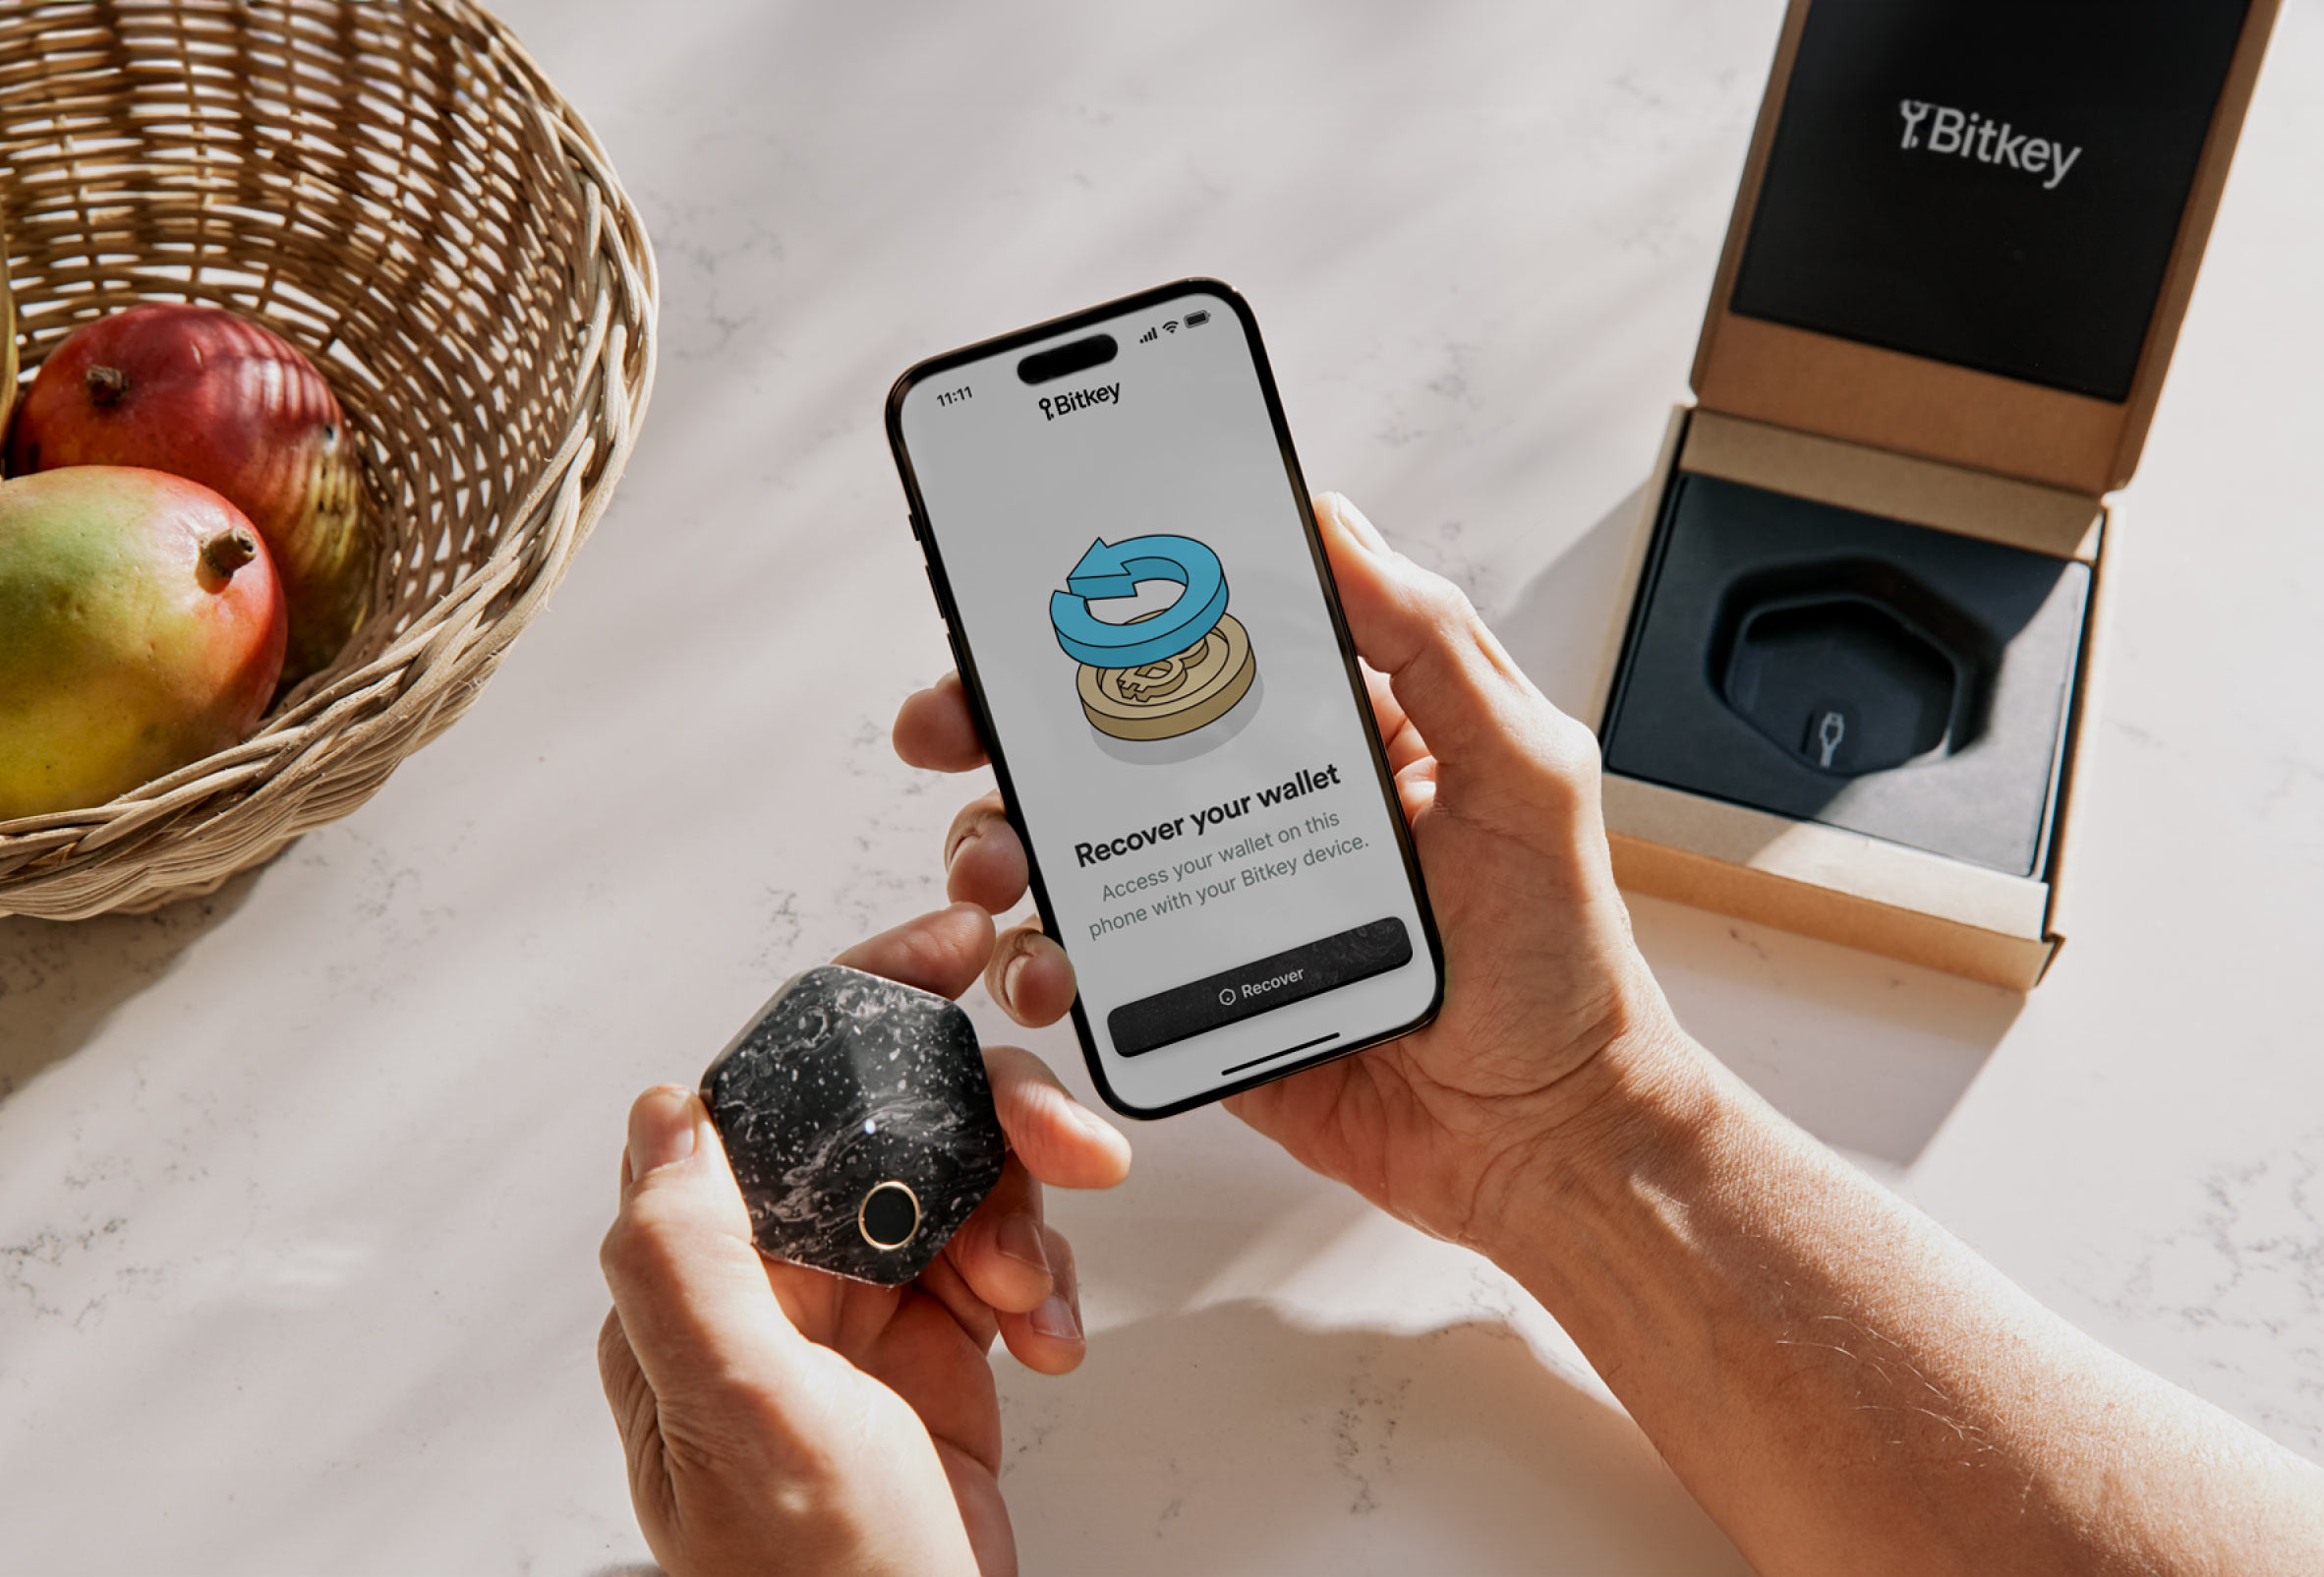 Bitkey
11:11
Bitkey
Recover your wallet
Access your wallet on this
phone with your Bitkey device.
Recover